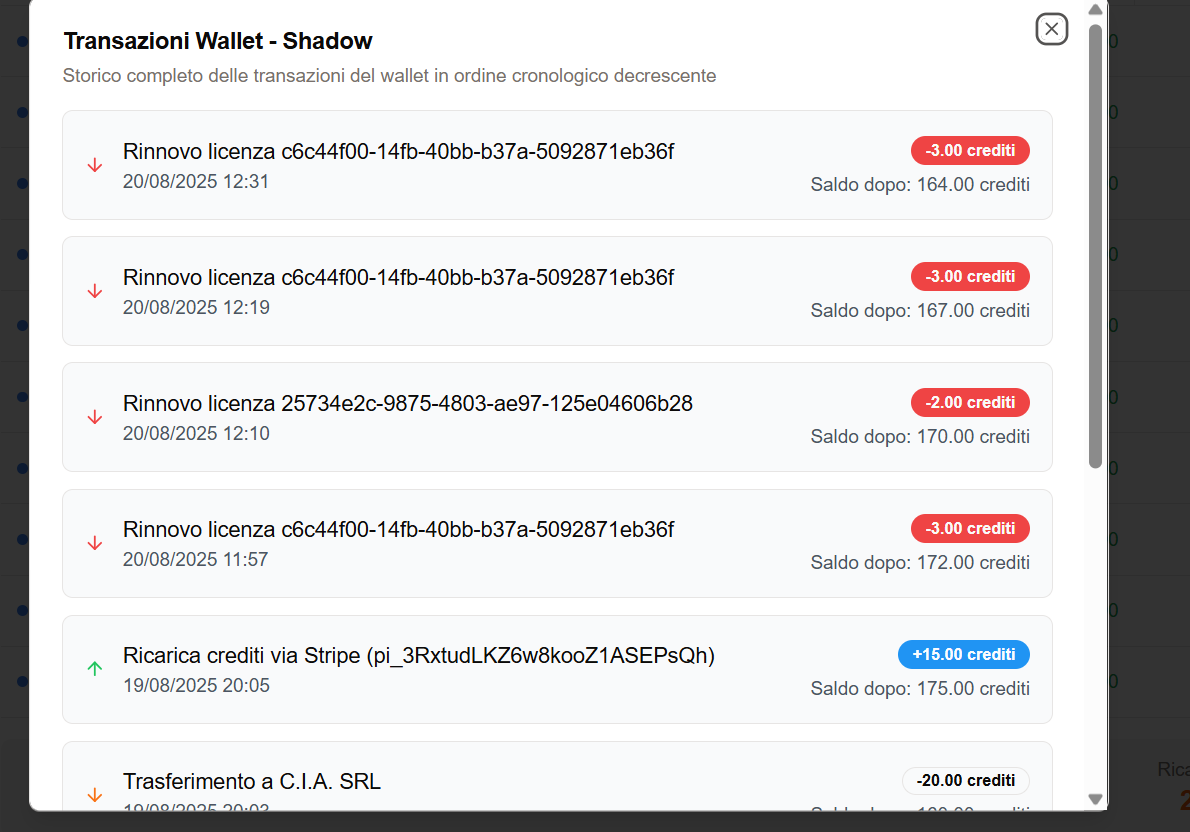 Transazioni Wallet - Shadow
Storico completo delle transazioni del wallet in ordine cronologico decrescente
Rinnovo licenza c6c44f00-14fb-40bb-b37a-5092871eb36f
-3.00 crediti
20/08/2025 12:31
Saldo dopo: 164.00 crediti
Rinnovo licenza c6c44f00-14fb-40bb-b37a-5092871eb36f
-3.00 crediti
20/08/2025 12:19
Saldo dopo: 167.00 crediti
Rinnovo licenza 25734e2c-9875-4803-ae97-125e04606b28
-2.00 crediti
20/08/2025 12:10
Saldo dopo: 170.00 crediti
Rinnovo licenza c6c44f00-14fb-40bb-b37a-5092871eb36f
-3.00 crediti
20/08/2025 11:57
Saldo dopo: 172.00 crediti
Ricarica crediti via Stripe (pi_3RxtudLKZ6w8kooZ1ASEPsQh)
+15.00 crediti
19/08/2025 20:05
Saldo dopo: 175.00 crediti
Trasferimento a C.I.A. SRL
-20.00 crediti
19/08/2025 20:03